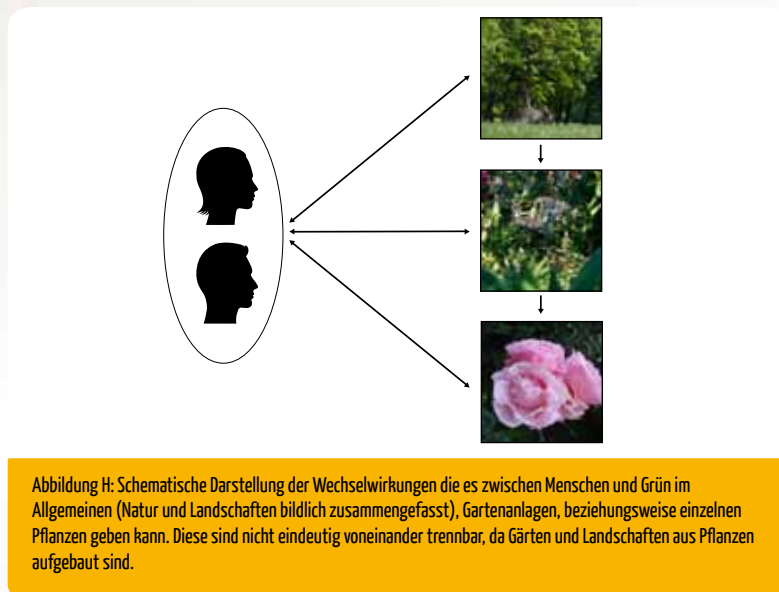 Abbildung H: Schematische Darstellung der Wechselwirkungen die es zwischen Menschen und Grün im
Allgemeinen (Natur und Landschaften bildlich zusammengefasst), Gartenanlagen, beziehungsweise einzelnen
Pflanzen geben kann. Diese sind nicht eindeutig voneinander trennbar, da Gärten und Landschaften aus Pflanzen
aufgebaut sind.